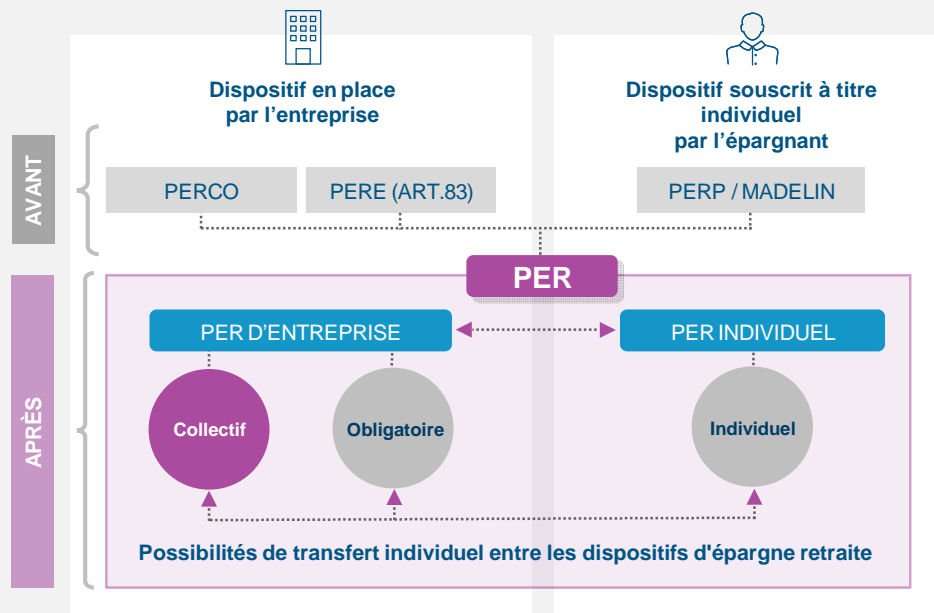 Dispositif en place
par l'entreprise
Dispositif souscrit à titre
individuel
par l'épargnant
AVANT
PERCO
PERE (ART.83)
PERP / MADELIN
PER
PER D'ENTREPRISE
PER INDIVIDUEL
APRÈS
Collectif
Obligatoire
Individuel
Possibilités de transfert individuel entre les dispositifs d'épargne retraite